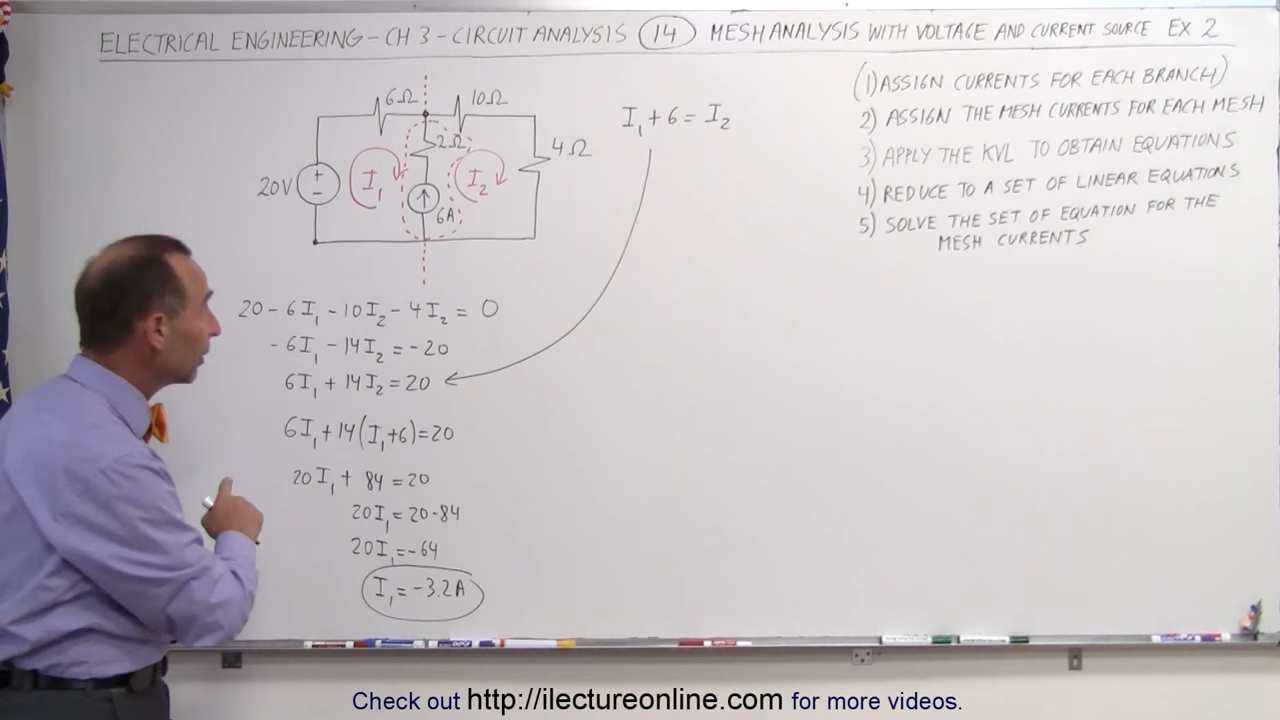 ELECTRICAL ENGINEERING - CH 3 - CIRCUIT ANALYSIS 14 MESH ANALYSIS WITH VOLTAGE AND CURRENT SOURCE EX 2
(1) ASSIGN CURRENTS FOR EACH BRANCH)
2) ASSIGN THE MESH CURRENTS FOR EACH MESH
3) APPLY THE KVL TO OBTAIN EQUATIONS
4) REDUCE TO A SET OF LINEAR EQUATIONS
5) SOLVE THE SET OF EQUATION FOR THE
MESH CURRENTS
6Ω 10Ω
2Ω 4Ω
20V + - I₁ I₂
6A
I₁ + 6 = I₂
20 - 6I₁ - 10I₂ - 4I₂ = 0
-6I₁ - 14I₂ = -20
6I₁ + 14I₂ = 20
6I₁ + 14(I₁+6) = 20
20I₁ + 84 = 20
20I₁ = 20-84
20I₁ = -64
I₁ = -3.2A
Check out http://ilectureonline.com for more videos.